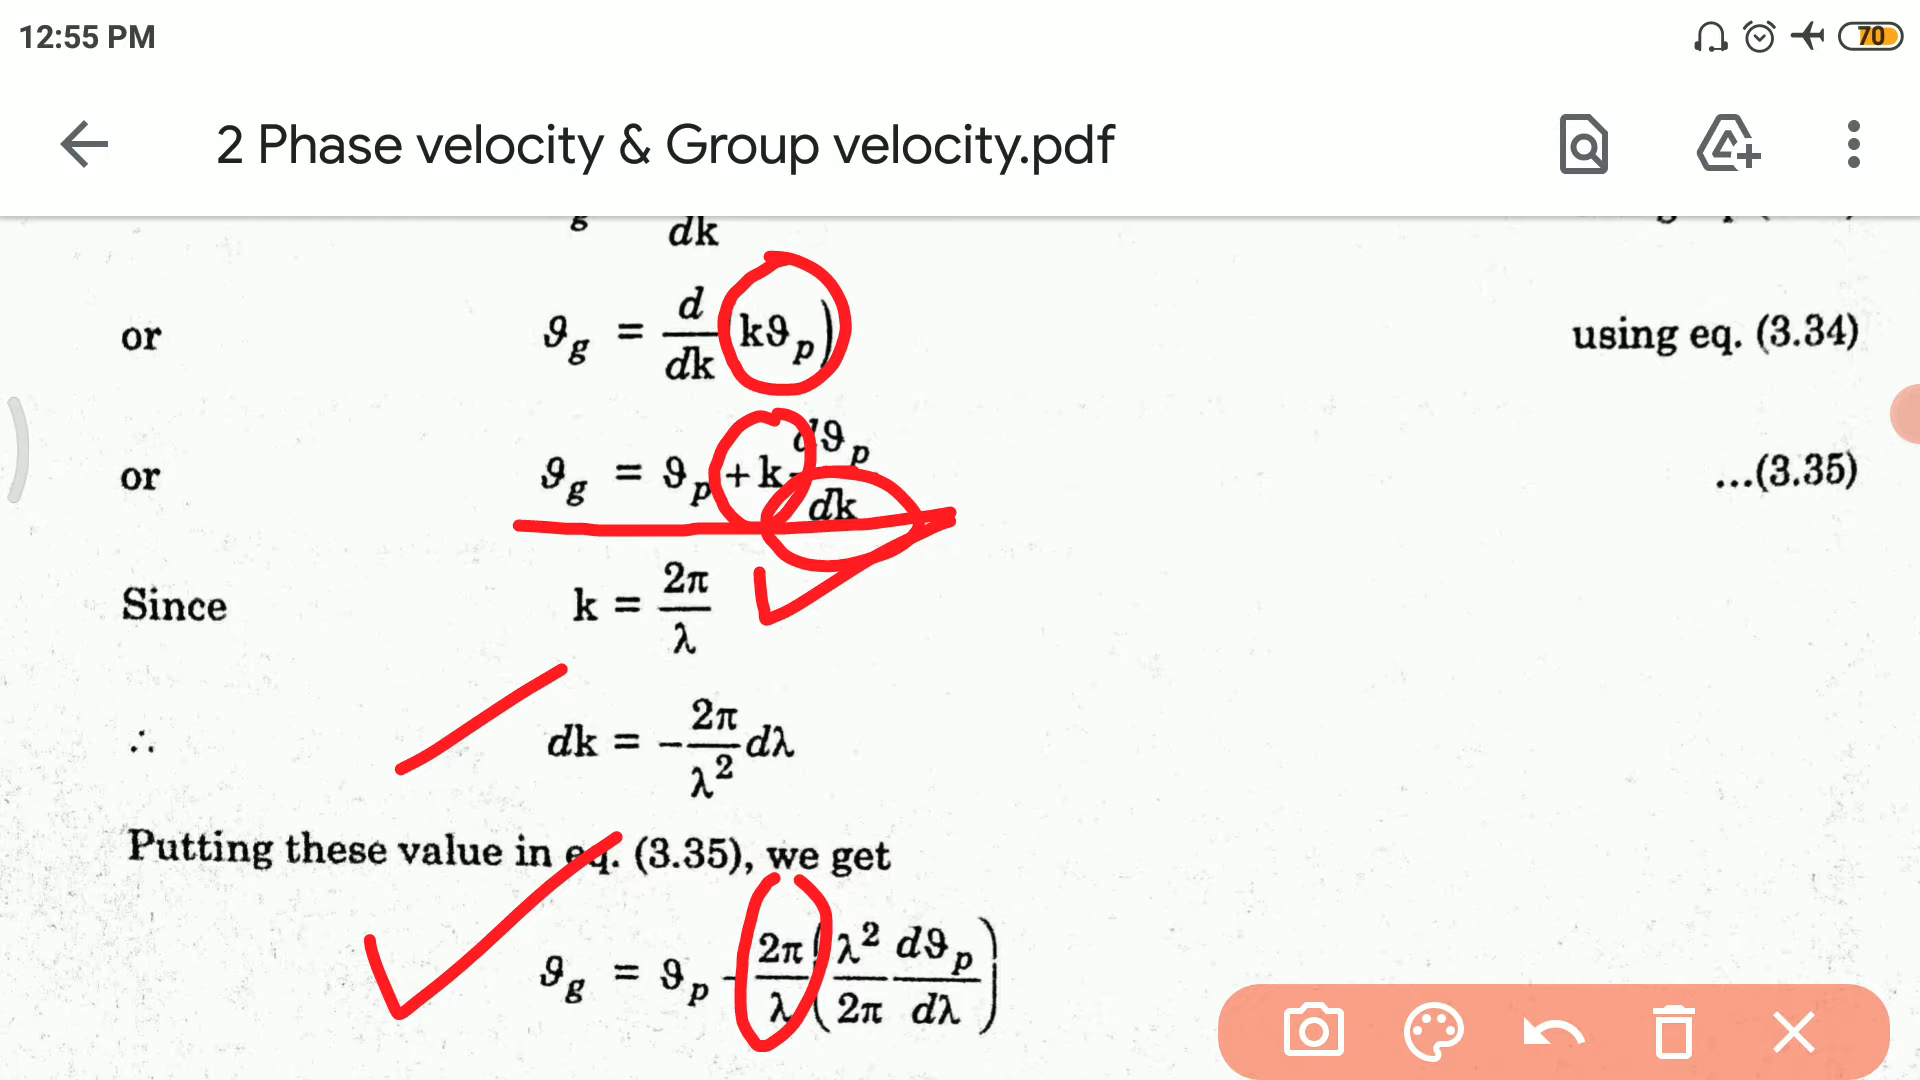 12:55 PM
70
2 Phase velocity & Group velocity.pdf
g dk
or ϑg = d/dk (kϑp) using eq. (3.34)
or ϑg = ϑp + k dϑp/dk ...(3.35)
Since k = 2π/λ
∴ dk = -2π/λ² dλ
Putting these value in eq. (3.35), we get
ϑg = ϑp - 2π/λ (λ²/2π dϑp/dλ)